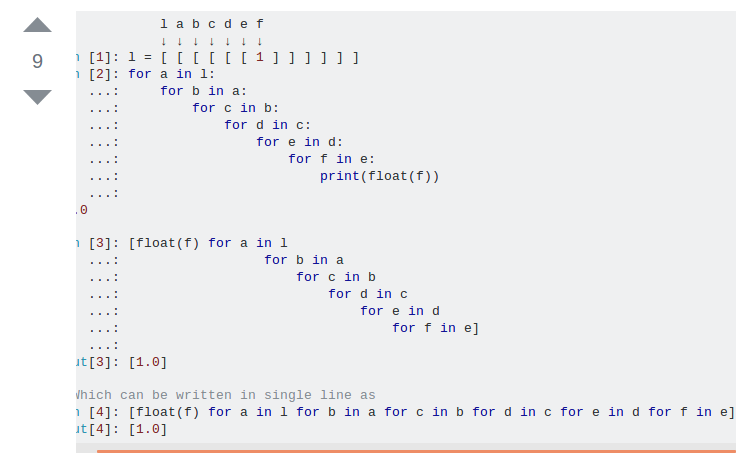 l a b c d e f
↓ ↓ ↓ ↓ ↓ ↓ ↓
9
n [1]: l = [ [ [ [ [ [ 1 ] ] ] ] ] ]
n [2]: for a in l:
...: for b in a:
...: for c in b:
...: for d in c:
...: for e in d:
...: for f in e:
...: print(float(f))
...:
.0
n [3]: [float(f) for a in l
...: for b in a
...: for c in b
...: for d in c
...: for e in d
...: for f in e]
...:
ut[3]: [1.0]
Which can be written in single line as
n [4]: [float(f) for a in l for b in a for c in b for d in c for e in d for f in e]
ut[4]: [1.0]